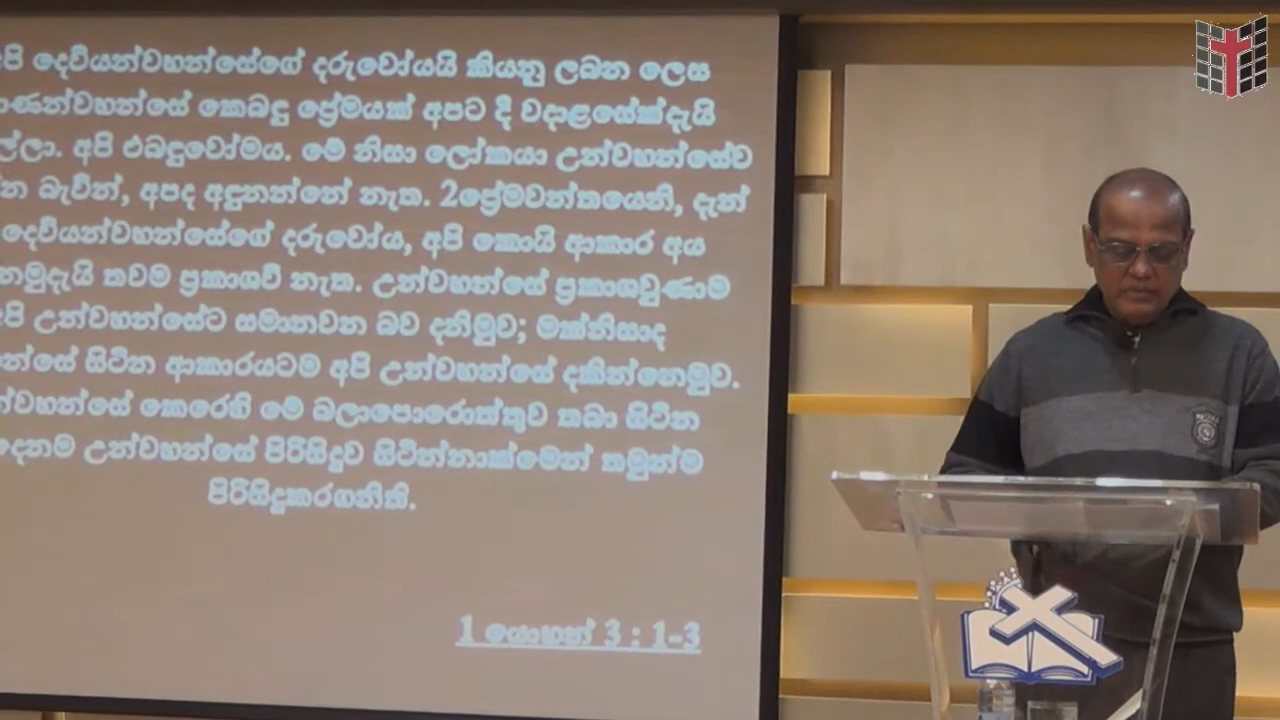 දෙවියන්වහන්සේගේ දරුවෝයයි කියනු ලබන ලෙස
කෙබඳු ප්‍රේමයක් අපට දී වදාළසේක්දැයි
අපි එබඳුවෝමය. මේ නිසා ලෝකයා උන්වහන්සේව
බැවින්, අපද අඳුනන්නේ නැත. 2ප්‍රේමවන්තයෙනි, දැන්
දෙවියන්වහන්සේගේ දරුවෝය, අපි කොයි ආකාර අය
තවම ප්‍රකාශවී නැත. උන්වහන්සේ ප්‍රකාශවුණාම
උන්වහන්සේට සමානවන බව දනිමුව; මක්නිසාද
සිටින ආකාරයටම අපි උන්වහන්සේ දකින්නෙමුව.
කෙරෙහි මේ බලාපොරොත්තුව තබා සිටින
උන්වහන්සේ පිරිසිදුව සිටින්නාක්මෙන් තමුන්ම
පිරිසිදුකරගනිති.
1 යොහන් 3 : 1-3